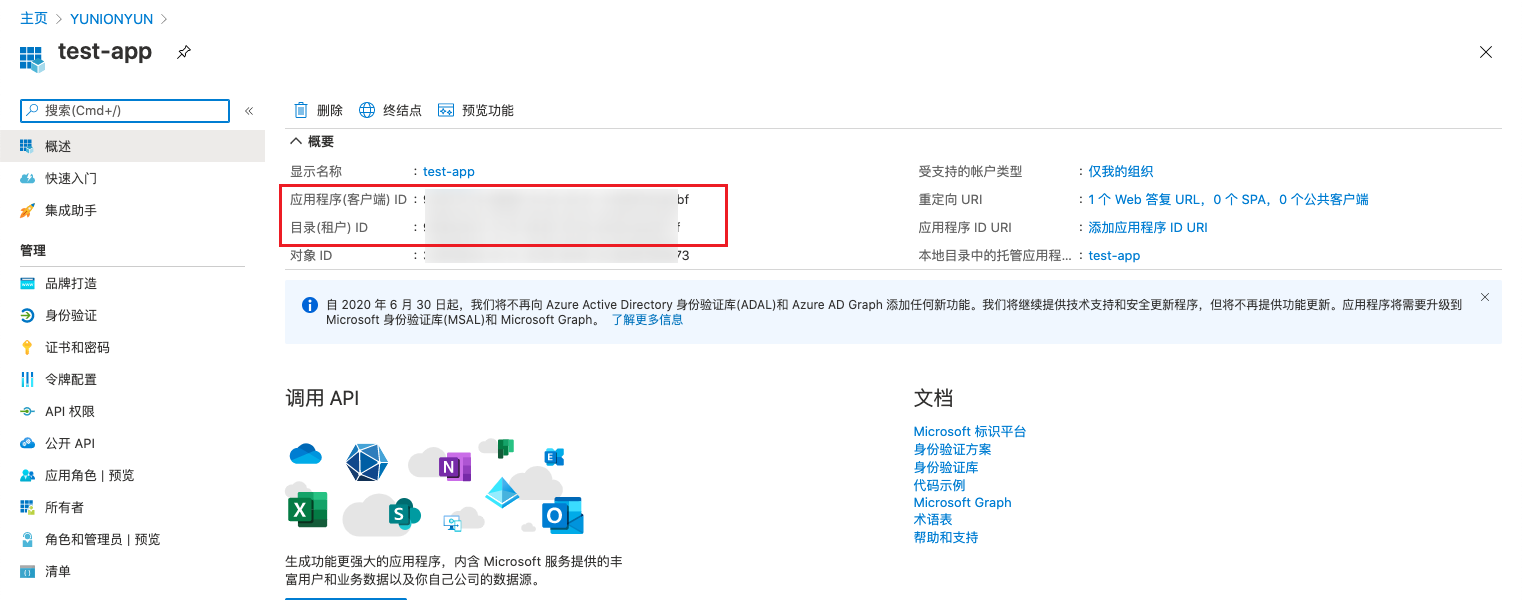 主页 > YUNIONYUN >
test-app
搜索(Cmd+/)
«
删除 终结点 预览功能
概述
快速入门
集成助手
管理
品牌打造
身份验证
证书和密码
令牌配置
API 权限
公开 API
应用角色 | 预览
所有者
角色和管理员 | 预览
清单
概要
显示名称 : test-app
应用程序(客户端) ID : bf
目录(租户) ID : f
对象 ID : 73
受支持的帐户类型 : 仅我的组织
重定向 URI : 1 个 Web 答复 URL，0 个 SPA，0 个公共客户端
应用程序 ID URI : 添加应用程序 ID URI
本地目录中的托管应用程... : test-app
自 2020 年 6 月 30 日起，我们将不再向 Azure Active Directory 身份验证库(ADAL)和 Azure AD Graph 添加任何新功能。我们将继续提供技术支持和安全更新程序，但将不再提供功能更新。应用程序将需要升级到
Microsoft 身份验证库(MSAL)和 Microsoft Graph。 了解更多信息
调用 API
N
E
X
S
O
生成功能更强大的应用程序，内含 Microsoft 服务提供的丰
富用户和业务数据以及你自己公司的数据源。
文档
Microsoft 标识平台
身份验证方案
身份验证库
代码示例
Microsoft Graph
术语表
帮助和支持